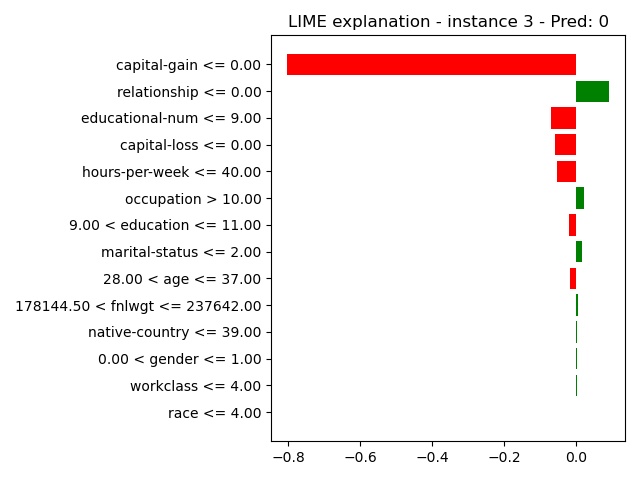 LIME explanation - instance 3 - Pred: 0
capital-gain <= 0.00
relationship <= 0.00
educational-num <= 9.00
capital-loss <= 0.00
hours-per-week <= 40.00
occupation > 10.00
9.00 < education <= 11.00
marital-status <= 2.00
28.00 < age <= 37.00
178144.50 < fnlwgt <= 237642.00
native-country <= 39.00
0.00 < gender <= 1.00
workclass <= 4.00
race <= 4.00
−0.8 −0.6 −0.4 −0.2 0.0